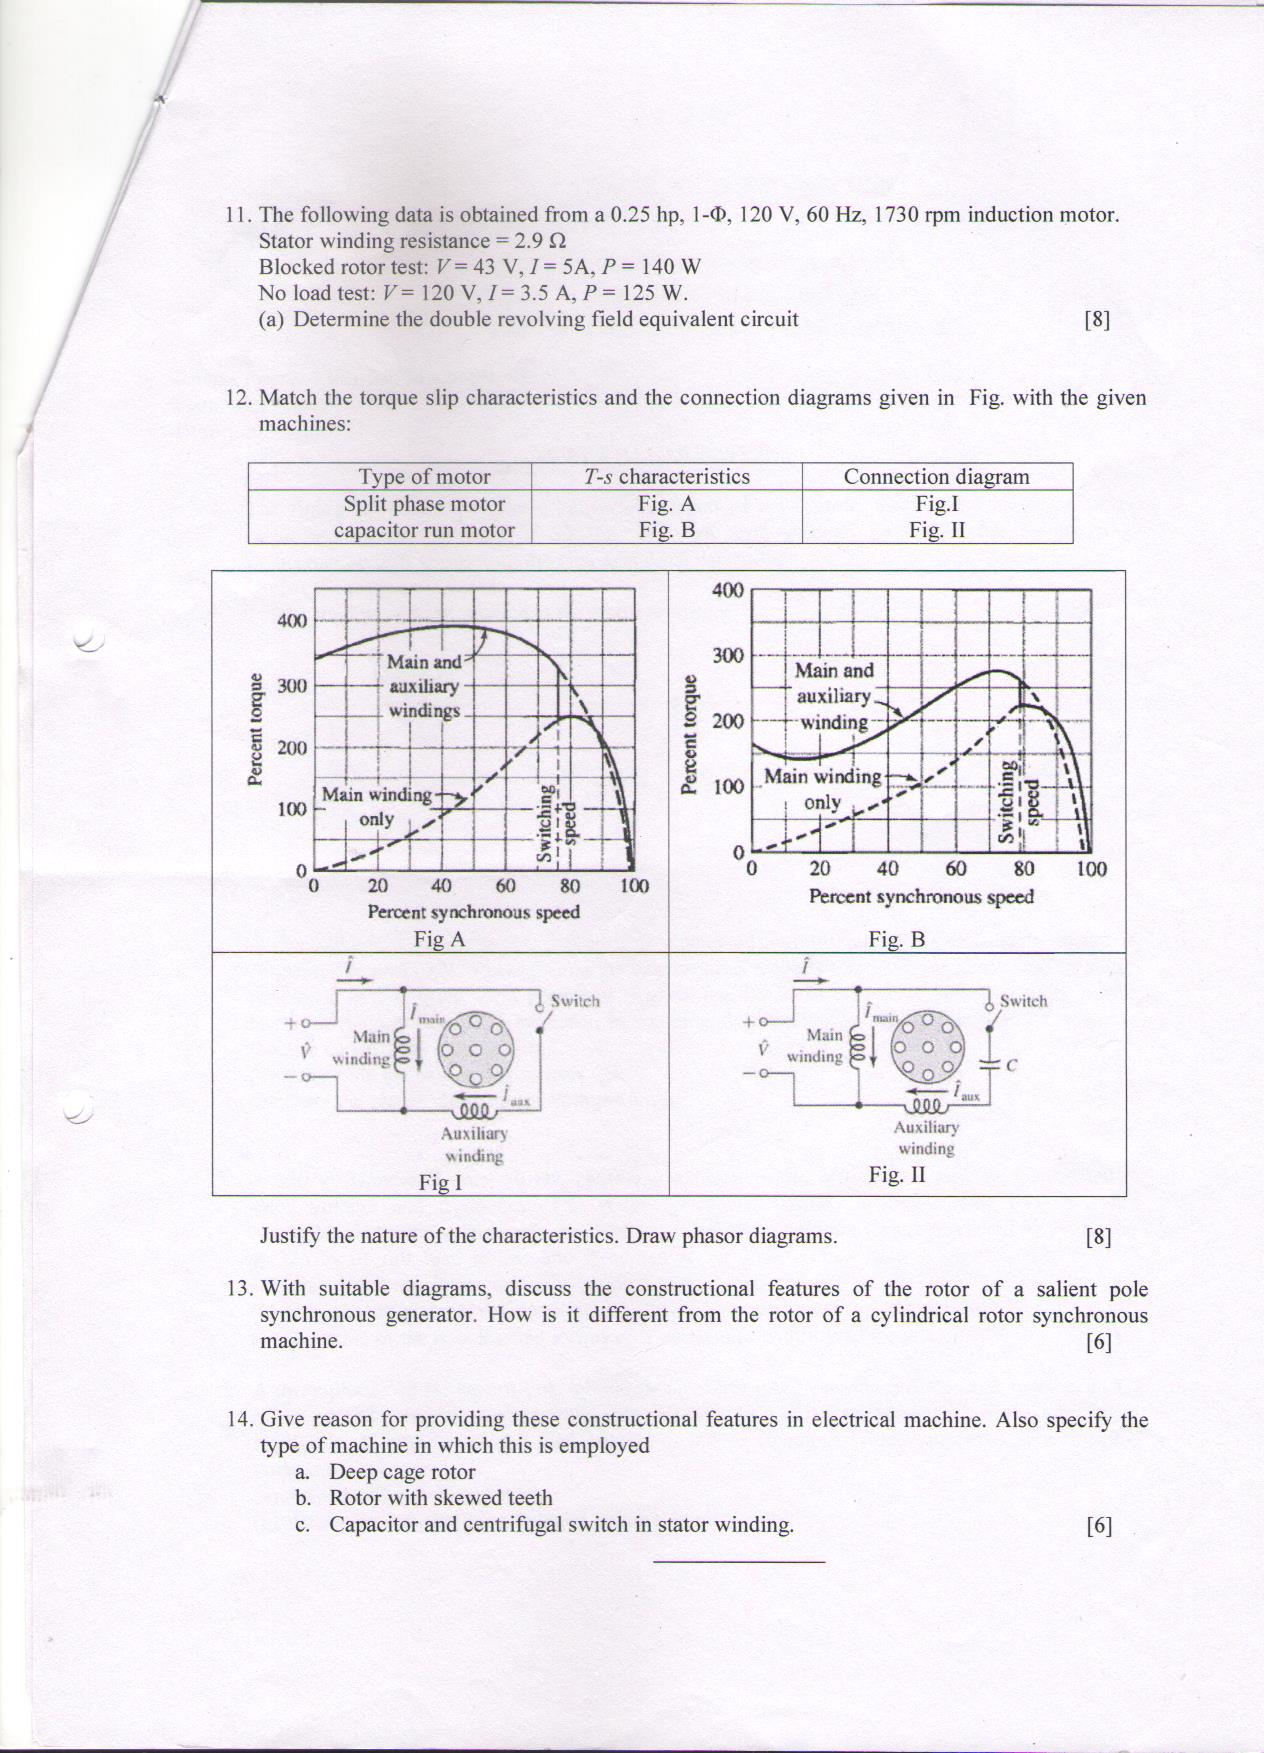 11. The following data is obtained from a 0.25 hp, 1-Φ, 120 V, 60 Hz, 1730 rpm induction motor.
Stator winding resistance = 2.9 Ω
Blocked rotor test: V = 43 V, I = 5A, P = 140 W
No load test: V = 120 V, I = 3.5 A, P = 125 W.
(a) Determine the double revolving field equivalent circuit [8]
12. Match the torque slip characteristics and the connection diagrams given in Fig. with the given
machines:
Type of motor T-s characteristics Connection diagram
Split phase motor Fig. A Fig.I
capacitor run motor Fig. B Fig. II
400
300
200
100
0
Percent torque
Main and
auxiliary
windings
Main winding
only
Switching
speed
0 20 40 60 80 100
Percent synchronous speed
Fig A
400
300
200
100
0
Percent torque
Main and
auxiliary
winding
Main winding
only
Switching
speed
0 20 40 60 80 100
Percent synchronous speed
Fig. B
Î
Switch
+
Î main
Main
winding
V̂
−
Î aux
Auxiliary
winding
Fig I
Î
Switch
+
Î main
Main
winding
V̂
−
C
Î aux
Auxiliary
winding
Fig. II
Justify the nature of the characteristics. Draw phasor diagrams. [8]
13. With suitable diagrams, discuss the constructional features of the rotor of a salient pole
synchronous generator. How is it different from the rotor of a cylindrical rotor synchronous
machine. [6]
14. Give reason for providing these constructional features in electrical machine. Also specify the
type of machine in which this is employed
a. Deep cage rotor
b. Rotor with skewed teeth
c. Capacitor and centrifugal switch in stator winding. [6]